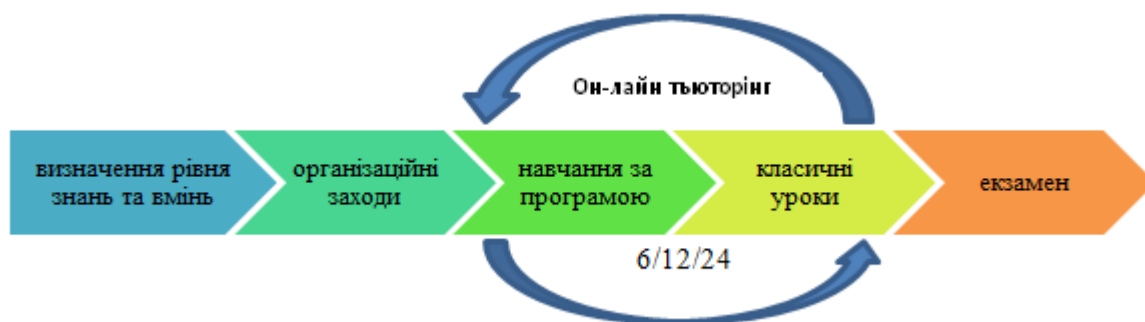 Он-лайн тьюторінг
визначення рівня
знань та вмінь
організаційні
заходи
навчання за
програмою
класичні
уроки
екзамен
6/12/24